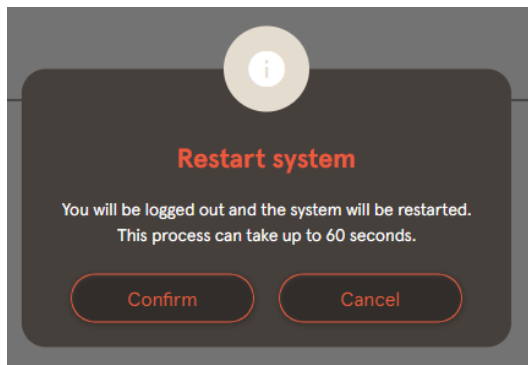 Restart system
You will be logged out and the system will be restarted.
This process can take up to 60 seconds.
Confirm
Cancel